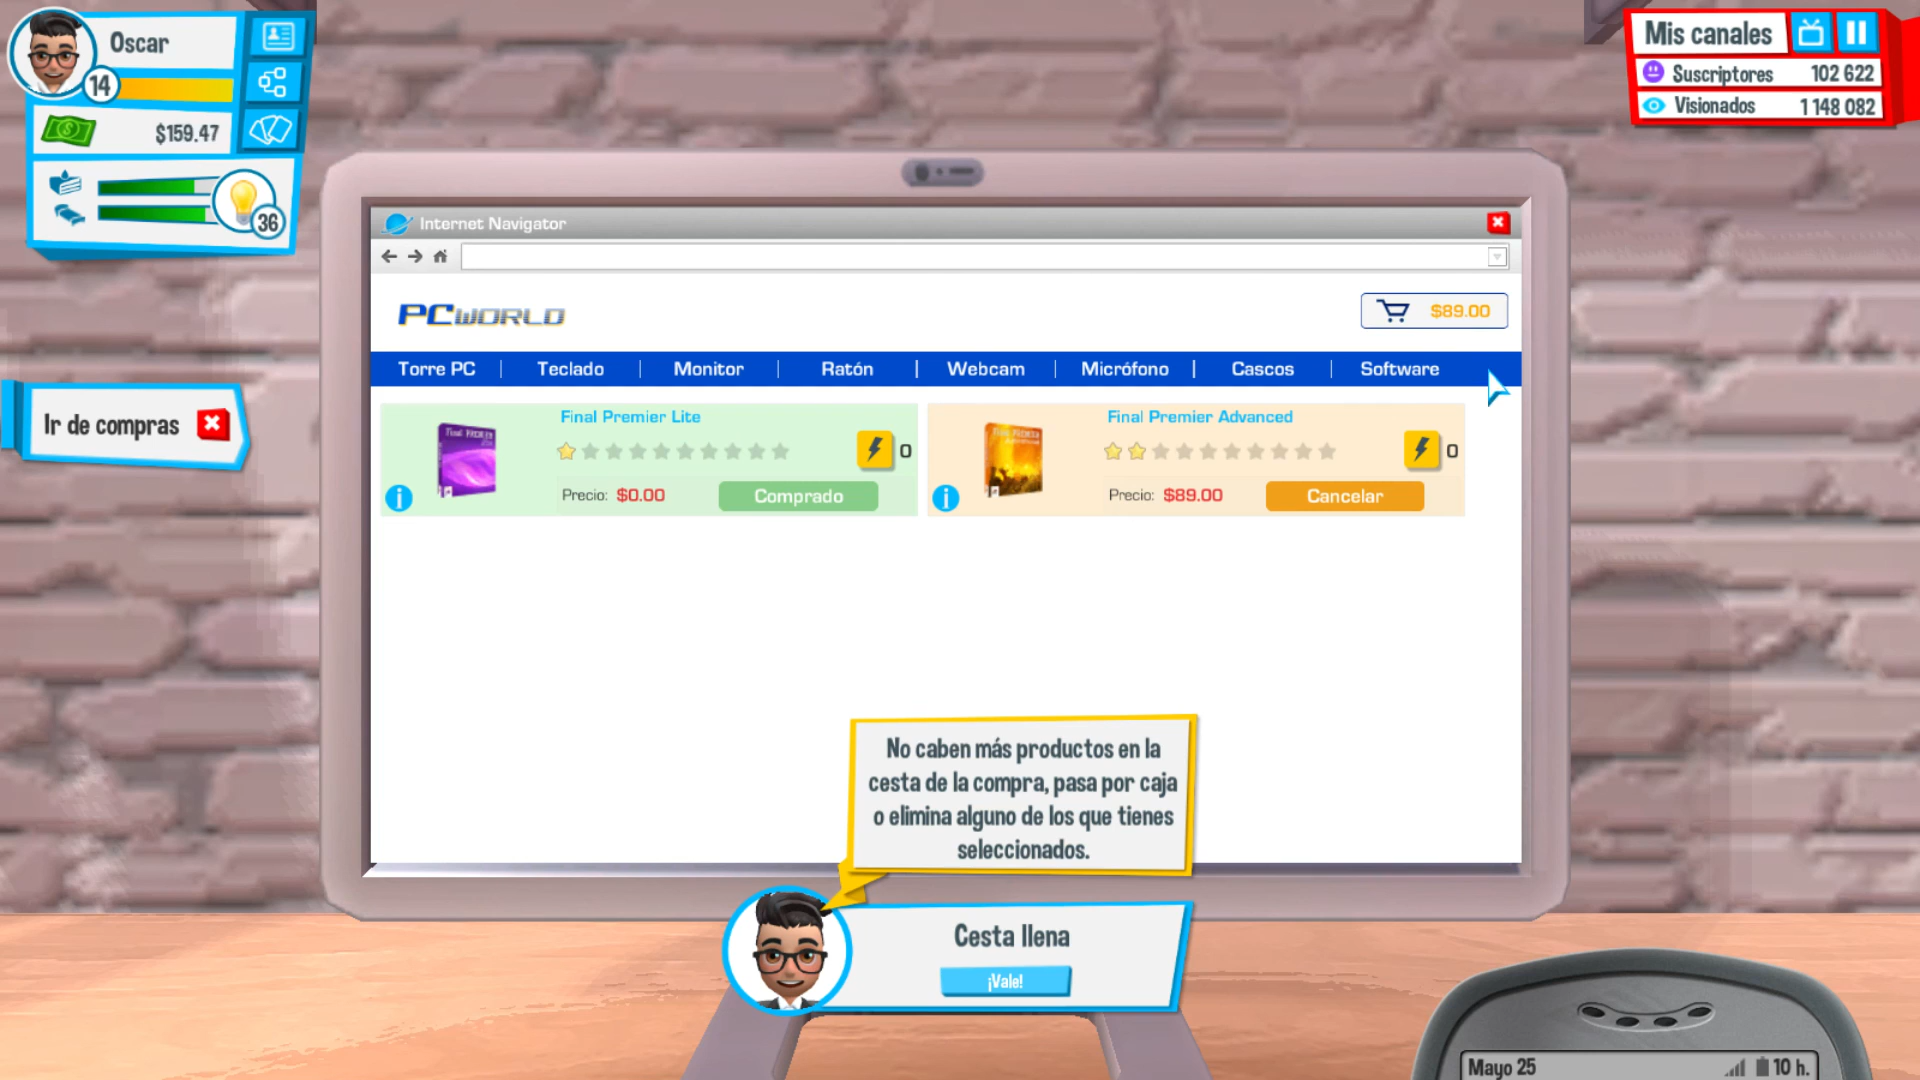 Oscar
14
$159.47
36
Mis canales
Suscriptores 102 622
Visionados 1 148 082
Internet Navigator
PCWORLD
$89.00
Torre PC | Teclado | Monitor | Ratón | Webcam | Micrófono | Cascos | Software
Ir de compras
Final Premier Lite
0
Precio: $0.00
Comprado
Final Premier Advanced
0
Precio: $89.00
Cancelar
No caben más productos en la
cesta de la compra, pasa por caja
o elimina alguno de los que tienes
seleccionados.
Cesta llena
¡Vale!
Mayo 25
10 h.